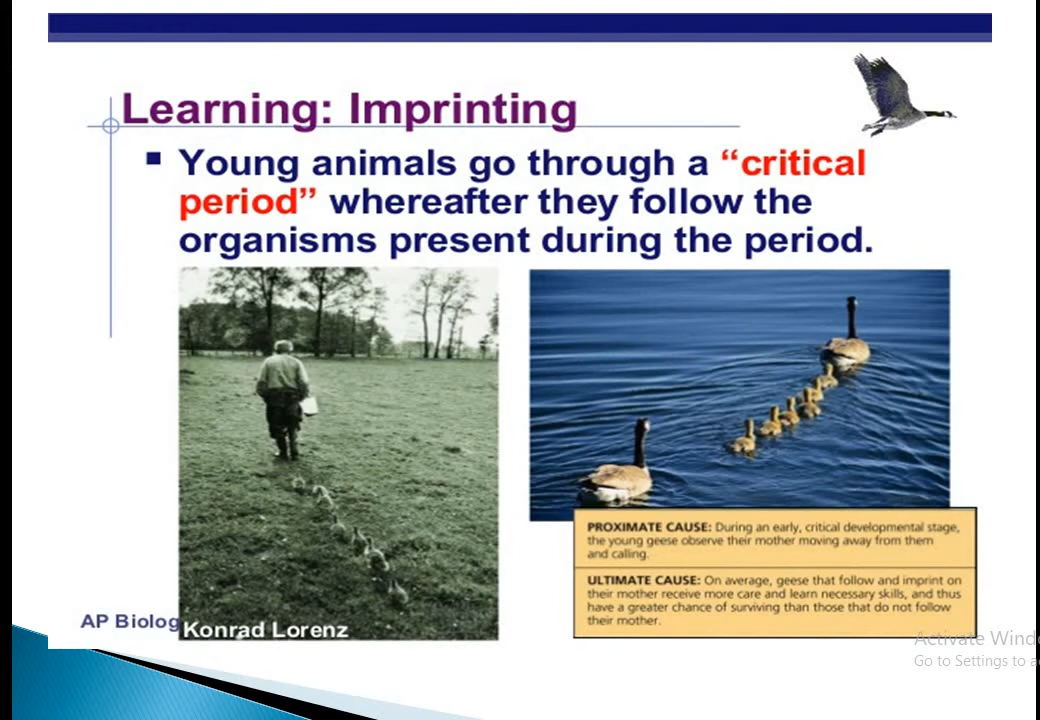 Learning: Imprinting
Young animals go through a “critical
period” whereafter they follow the
organisms present during the period.
PROXIMATE CAUSE: During an early, critical developmental stage,
the young geese observe their mother moving away from them
and calling.
ULTIMATE CAUSE: On average, geese that follow and imprint on
their mother receive more care and learn necessary skills, and thus
have a greater chance of surviving than those that do not follow
their mother.
AP Biolog
Konrad Lorenz
Activate Wind
Go to Settings to a